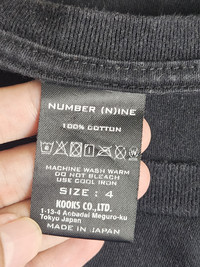 NUMBER (N)INE
100% COTTON
MACHINE WASH WARM
DO NOT BLEACH
USE COOL IRON
SIZE : 4
KOOKS CO.,LTD.
1-13-4 Aobadai Meguro-ku
Tokyo Japan
MADE IN JAPAN